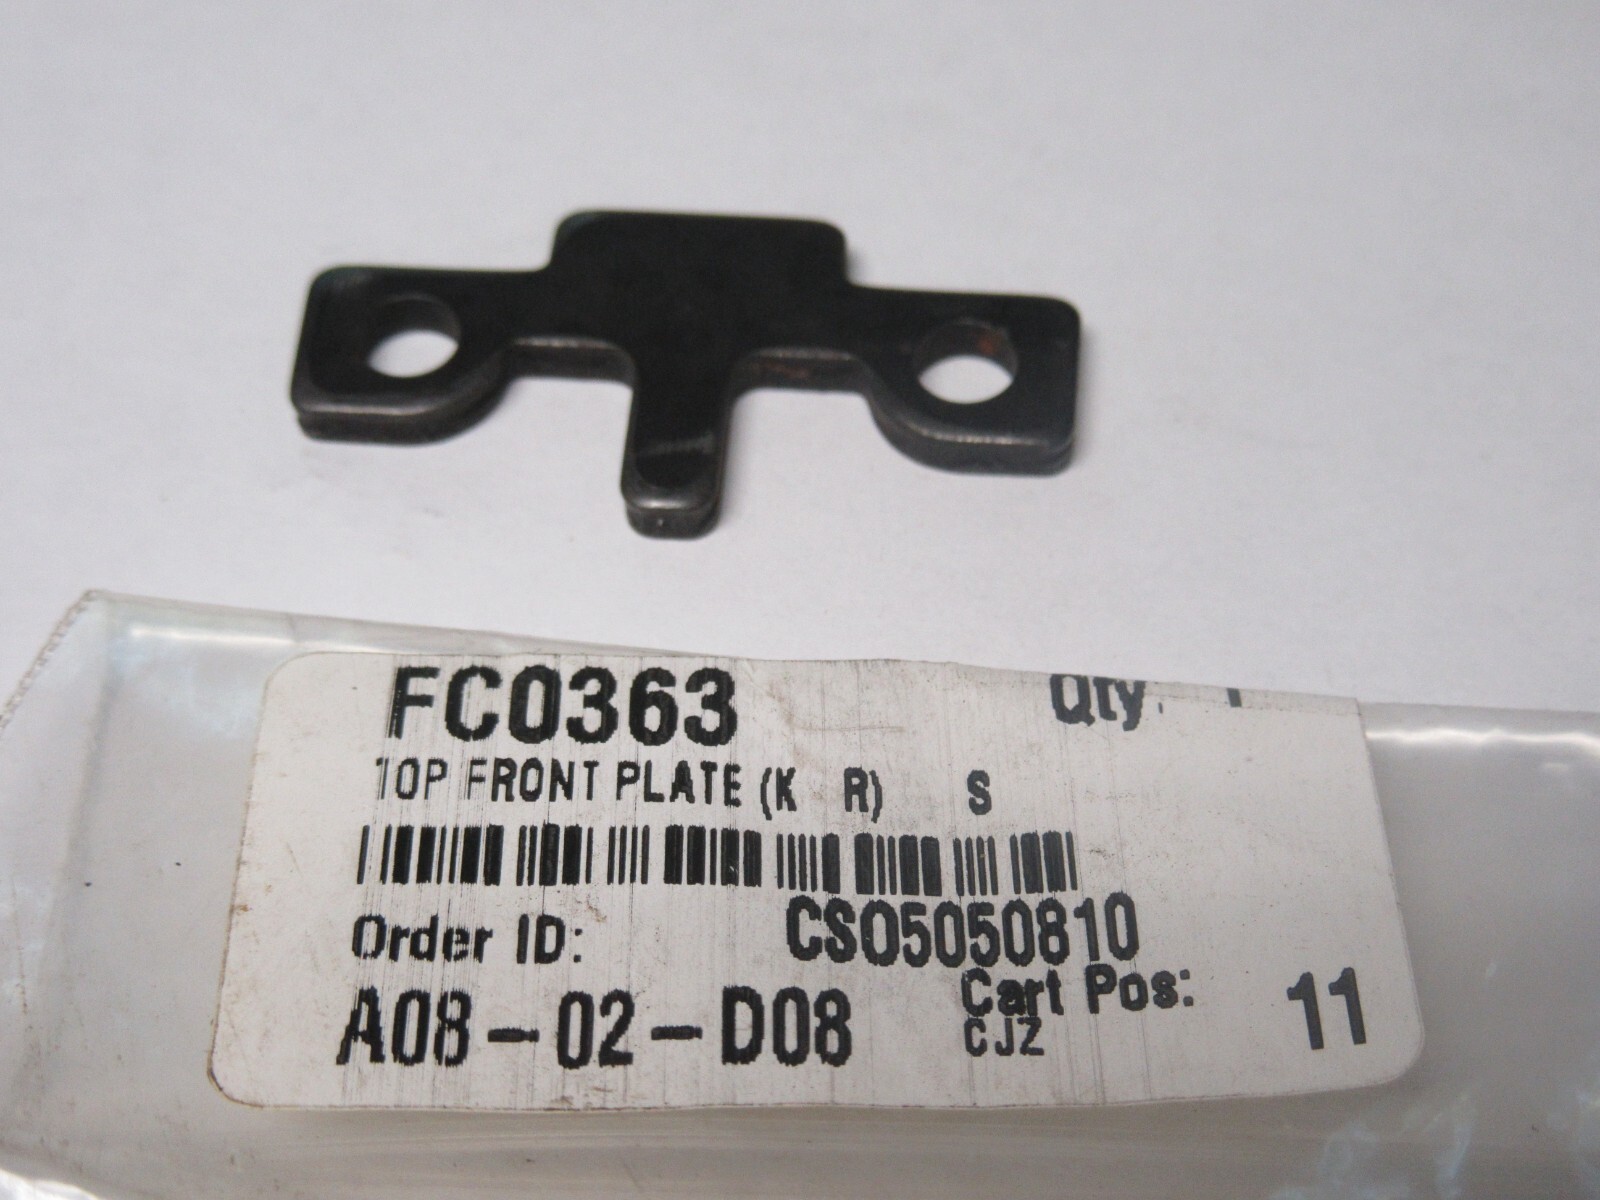 FC0363 Qty:
TOP FRONT PLATE (K R) S
Order ID: CSO5050810
A08-02-D08 Cart Pos: 11
CJZ